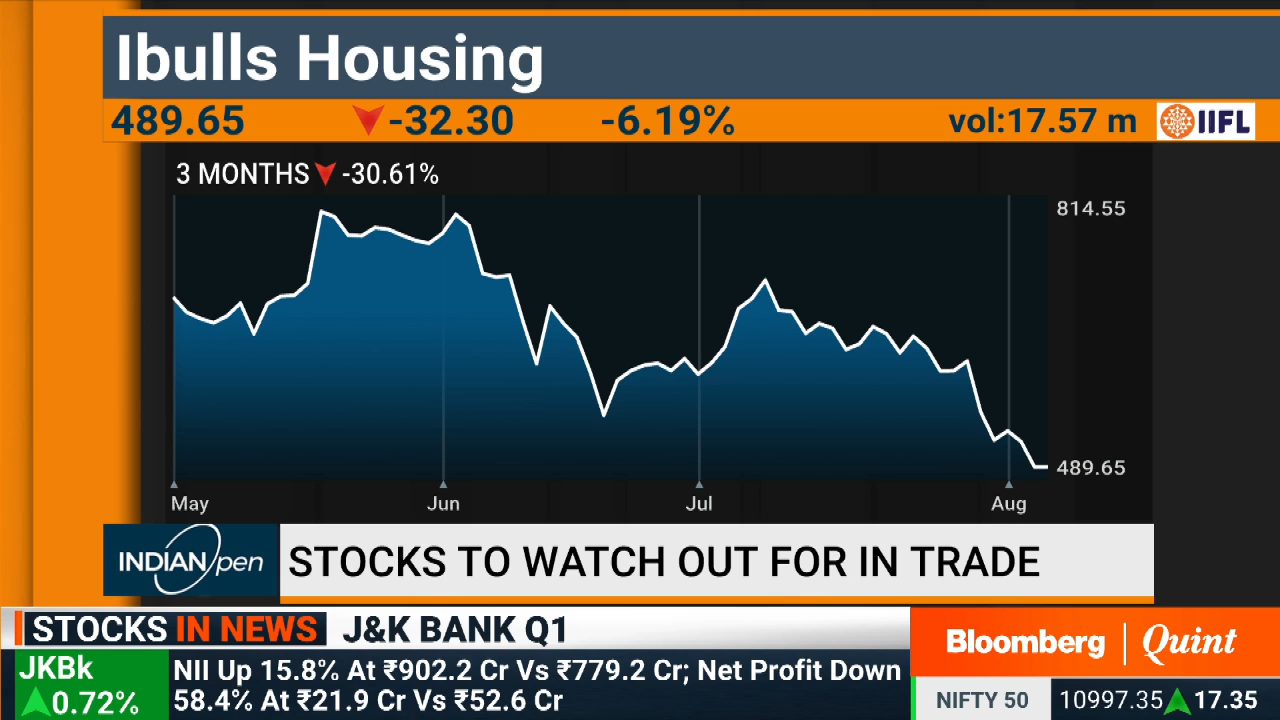 Ibulls Housing
489.65 -32.30 -6.19% vol:17.57 m IIFL
3 MONTHS -30.61%
814.55
489.65
May Jun Jul Aug
INDIAN Open STOCKS TO WATCH OUT FOR IN TRADE
STOCKS IN NEWS J&K BANK Q1
Bloomberg | Quint
JKBk NII Up 15.8% At ₹902.2 Cr Vs ₹779.2 Cr; Net Profit Down
0.72% 58.4% At ₹21.9 Cr Vs ₹52.6 Cr
NIFTY 50 10997.35 17.35